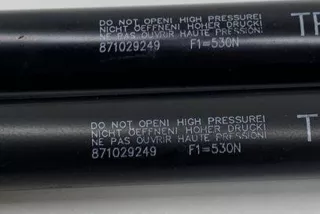 DO NOT OPEN! HIGH PRESSURE!
NICHT OEFFNEN! HOHER DRUCK!
NE PAS OUVRIR HAUTE PRESSION!
871029249 F1=530N
DO NOT OPEN! HIGH PRESSURE!
NICHT OEFFNEN! HOHER DRUCK!
NE PAS OUVRIR HAUTE PRESSION!
871029249 F1=530N